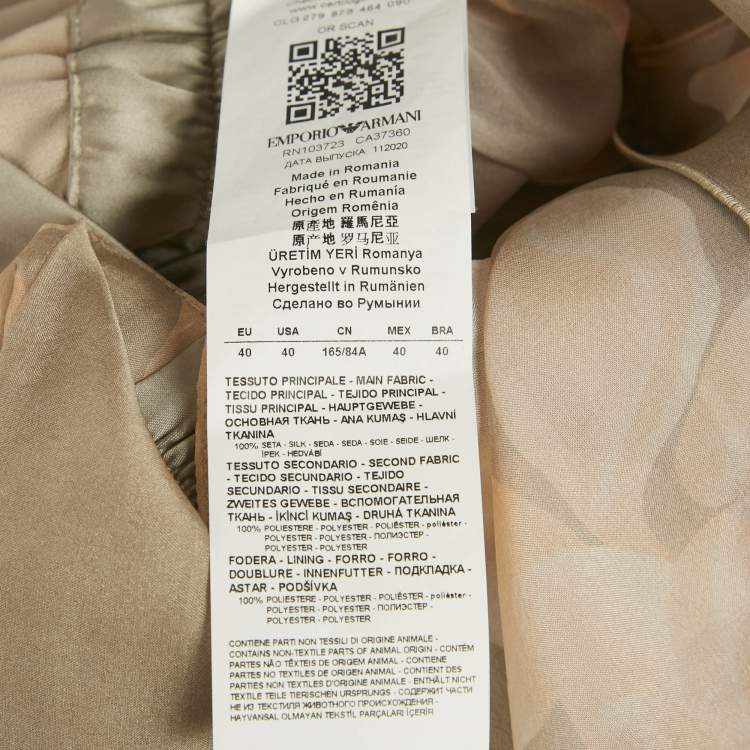 CLG 279 873 464 090
OR SCAN
EMPORIO ARMANI
RN103723 CA37360
ДАТА ВЫПУСКА 112020
Made in Romania
Fabriqué en Roumanie
Hecho en Rumanía
Origem Romênia
原產地 羅馬尼亞
原产地 罗马尼亚
ÜRETİM YERİ Romanya
Vyrobeno v Rumunsko
Hergestellt in Rumänien
Сделано во Румынии
EU USA CN MEX BRA
40 40 165/84A 40 40
TESSUTO PRINCIPALE - MAIN FABRIC -
TECIDO PRINCIPAL - TEJIDO PRINCIPAL -
TISSU PRINCIPAL - HAUPTGEWEBE -
ОСНОВНАЯ ТКАНЬ - ANA KUMAŞ - HLAVNÍ
TKANINA
100% SETA - SILK - SEDA - SEDA - SOIE - SEIDE - ШЕЛК -
İPEK - HEDVÁBÍ
TESSUTO SECONDARIO - SECOND FABRIC
- TECIDO SECUNDARIO - TEJIDO
SECUNDARIO - TISSU SECONDAIRE -
ZWEITES GEWEBE - ВСПОМОГАТЕЛЬНАЯ
ТКАНЬ - İKİNCİ KUMAŞ - DRUHÁ TKANINA
100% POLIESTERE - POLYESTER - POLIÉSTER - poliéster -
POLYESTER - POLYESTER - ПОЛИЭСТЕР -
POLYESTER - POLYESTER
FODERA - LINING - FORRO - FORRO -
DOUBLURE - INNENFUTTER - ПОДКЛАДКА -
ASTAR - PODŠÍVKA
100% POLIESTERE - POLYESTER - POLIÉSTER - poliéster -
POLYESTER - POLYESTER - ПОЛИЭСТЕР -
POLYESTER - POLYESTER
CONTIENE PARTI NON TESSILI DI ORIGINE ANIMALE -
CONTAINS NON-TEXTILE PARTS OF ANIMAL ORIGIN - CONTÉM
PARTES NÃO TÊXTEIS DE ORIGEM ANIMAL - CONTIENE
PARTES NO TEXTILES DE ORIGEN ANIMAL - CONTIENT DES
PARTIES NON TEXTILES D'ORIGINE ANIMALE - ENTHÄLT NICHT
TEXTILE TEILE TIERISCHEN URSPRUNGS - СОДЕРЖИТ ЧАСТИ
НЕ ИЗ ТЕКСТИЛЯ ЖИВОТНОГО ПРОИСХОЖДЕНИЯ -
HAYVANSAL OLMAYAN TEKSTİL PARÇALARI İÇERİR